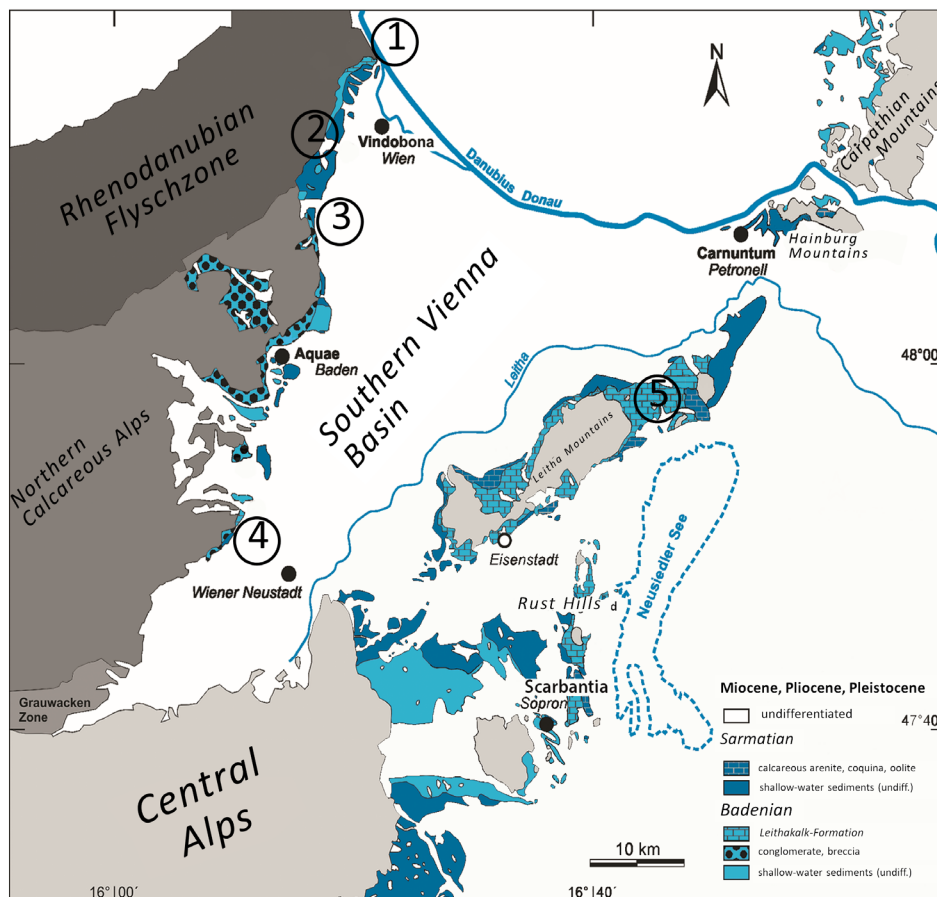 1
N
Carpathian
Mountains
2
Vindobona
Wien
Rhenodanubian
Flyschzone
Danubius Donau
3
Carnuntum
Petronell
Hainburg
Mountains
Southern Vienna
Basin
Aquae
Baden
Leitha
48°00
5
Leitha Mountains
Northern
Calcareous Alps
4
Eisenstadt
Wiener Neustadt
Rust Hills d
Neusiedler See
Scarbantia
Sopron
Grauwacken
Zone
Central
Alps
Miocene, Pliocene, Pleistocene
undifferentiated
47°40
Sarmatian
calcareous arenite, coquina, oolite
shallow-water sediments (undiff.)
Badenian
Leithakalk-Formation
conglomerate, breccia
shallow-water sediments (undiff.)
10 km
16°00′
16°40′